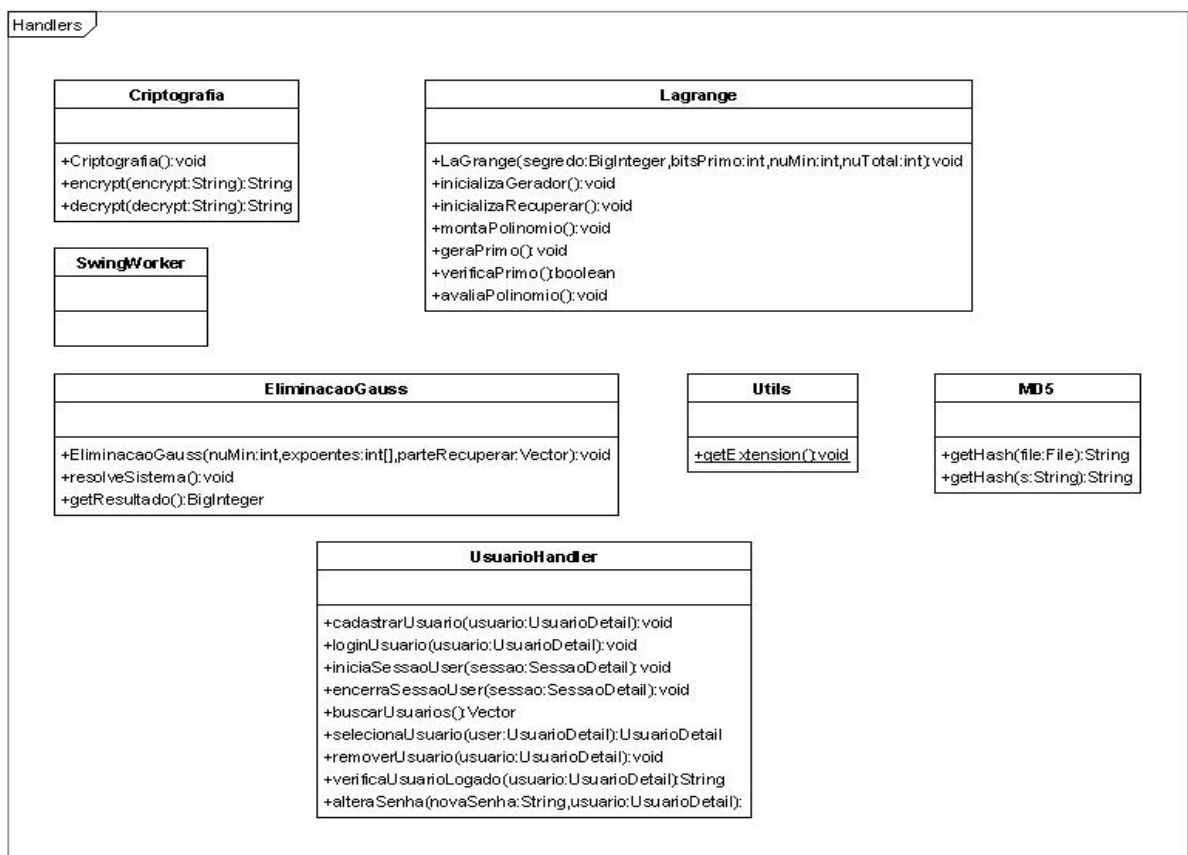 Handlers
Criptografia
+Criptografia():void
+encrypt(encrypt:String):String
+decrypt(decrypt:String):String
Lagrange
+LaGrange(segredo:BigInteger,bitsPrimo:int,nuMin:int,nuTotal:int):void
+inicializaGerador():void
+inicializaRecuperar():void
+montaPolinomio():void
+geraPrimo():void
+verificaPrimo():boolean
+avaliaPolinomio():void
SwingWorker
EliminacaoGauss
+EliminacaoGauss(nuMin:int,expoentes:int[],parteRecuperar:Vector):void
+resolveSistema():void
+getResultado():BigInteger
Utils
+getExtension():void
MD5
+getHash(file:File):String
+getHash(s:String):String
UsuarioHandler
+cadastrarUsuario(usuario:UsuarioDetail):void
+loginUsuario(usuario:UsuarioDetail):void
+iniciaSessaoUser(sessao:SessaoDetail):void
+encerraSessaoUser(sessao:SessaoDetail):void
+buscarUsuarios():Vector
+selecionaUsuario(user:UsuarioDetail):UsuarioDetail
+removerUsuario(usuario:UsuarioDetail):void
+verificaUsuarioLogado(usuario:UsuarioDetail):String
+alteraSenha(novaSenha:String,usuario:UsuarioDetail):